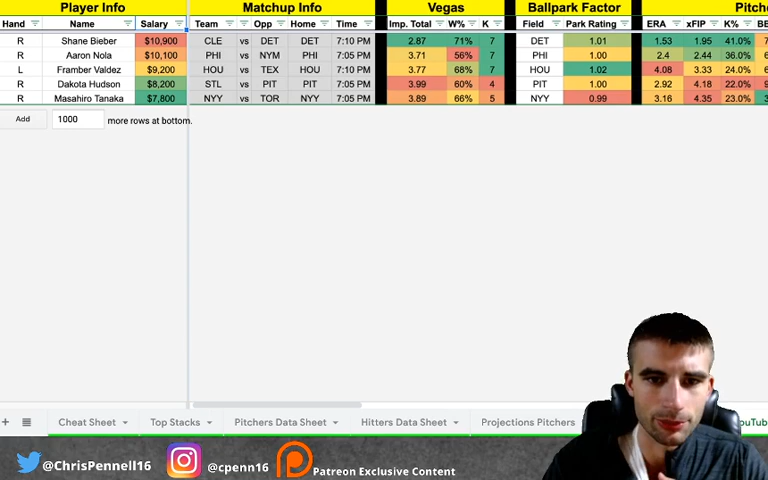 Player Info Matchup Info Vegas Ballpark Factor Pitche
Hand Name Salary Team Opp Home Time Imp. Total W% K Field Park Rating ERA xFIP K% BE
R Shane Bieber $10,900 CLE vs DET DET 7:10 PM 2.87 71% 7 DET 1.01 1.53 1.95 41.0%
R Aaron Nola $10,100 PHI vs NYM PHI 7:05 PM 3.71 56% 7 PHI 1.00 2.4 2.44 36.0%
L Framber Valdez $9,200 HOU vs TEX HOU 7:10 PM 3.77 68% 7 HOU 1.02 4.08 3.33 24.0%
R Dakota Hudson $8,200 STL vs PIT PIT 7:05 PM 3.99 60% 4 PIT 1.00 2.92 4.18 22.0%
R Masahiro Tanaka $7,800 NYY vs TOR NYY 7:05 PM 3.89 66% 5 NYY 0.99 3.16 4.35 23.0%
Add 1000 more rows at bottom.
+ Cheat Sheet Top Stacks Pitchers Data Sheet Hitters Data Sheet Projections Pitchers ouTub
@ChrisPennell16 @cpenn16 Patreon Exclusive Content